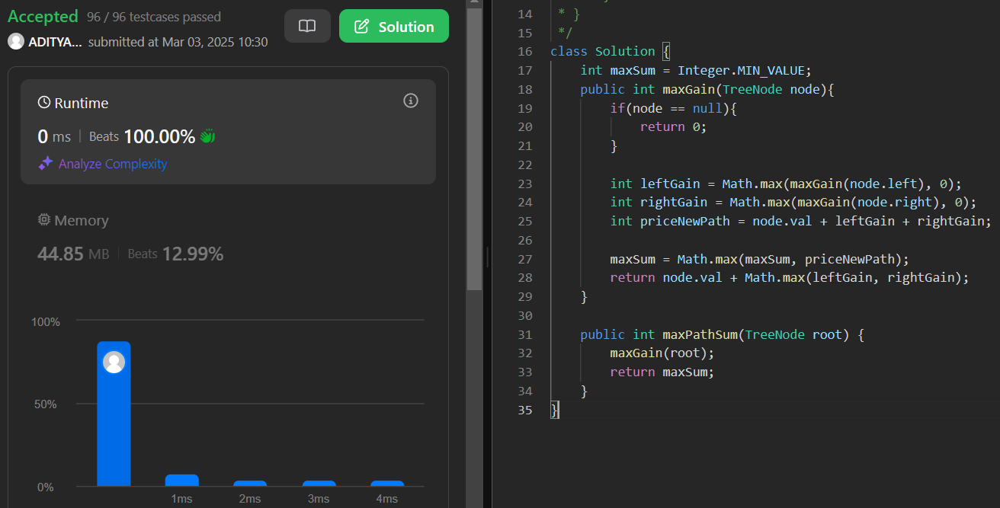 Accepted 96 / 96 testcases passed
Solution
ADITYA... submitted at Mar 03, 2025 10:30
Runtime
0 ms | Beats 100.00%
Analyze Complexity
Memory
44.85 MB | Beats 12.99%
100%
50%
0%
1ms 2ms 3ms 4ms
14 * }
15 */
16 class Solution {
17 int maxSum = Integer.MIN_VALUE;
18 public int maxGain(TreeNode node){
19 if(node == null){
20 return 0;
21 }
22
23 int leftGain = Math.max(maxGain(node.left), 0);
24 int rightGain = Math.max(maxGain(node.right), 0);
25 int priceNewPath = node.val + leftGain + rightGain;
26
27 maxSum = Math.max(maxSum, priceNewPath);
28 return node.val + Math.max(leftGain, rightGain);
29 }
30
31 public int maxPathSum(TreeNode root) {
32 maxGain(root);
33 return maxSum;
34 }
35 }